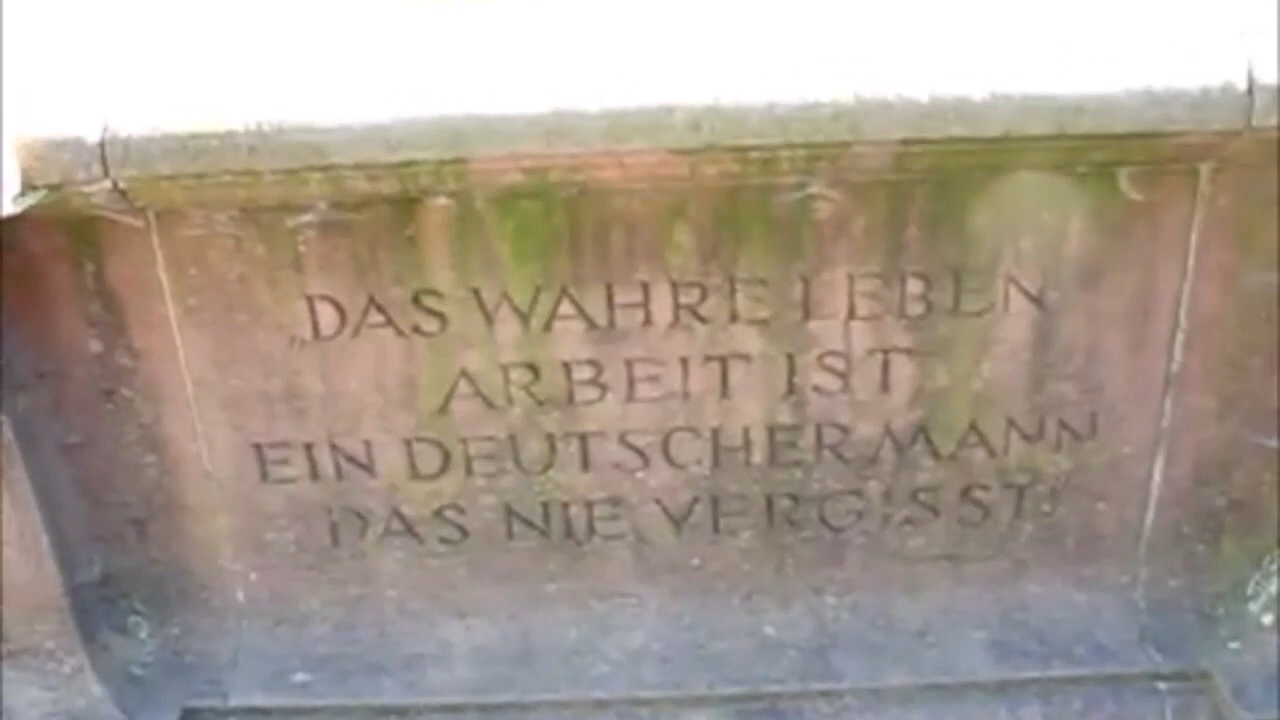 „DAS WAHRE LEBEN
ARBEIT IST
EIN DEUTSCHER MANN
DAS NIE VERGISST“